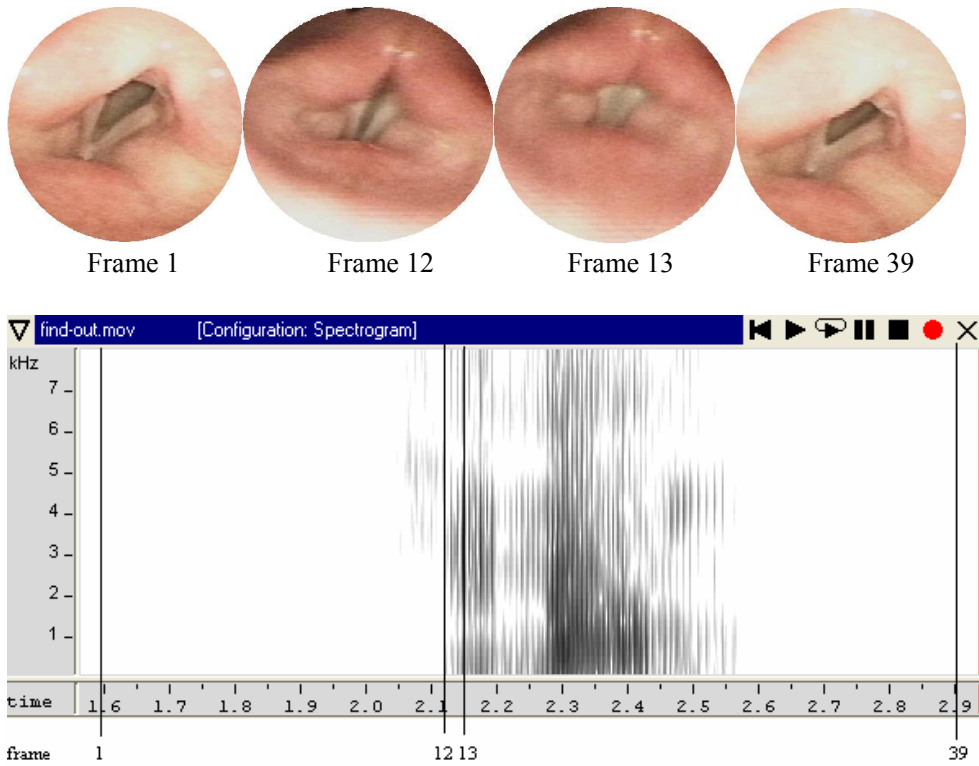 Frame 1 Frame 12 Frame 13 Frame 39
find-out.mov [Configuration: Spectrogram]
kHz
7
6
5
4
3
2
1
time 1.6 1.7 1.8 1.9 2.0 2.1 2.2 2.3 2.4 2.5 2.6 2.7 2.8 2.9
frame 1 12 13 39